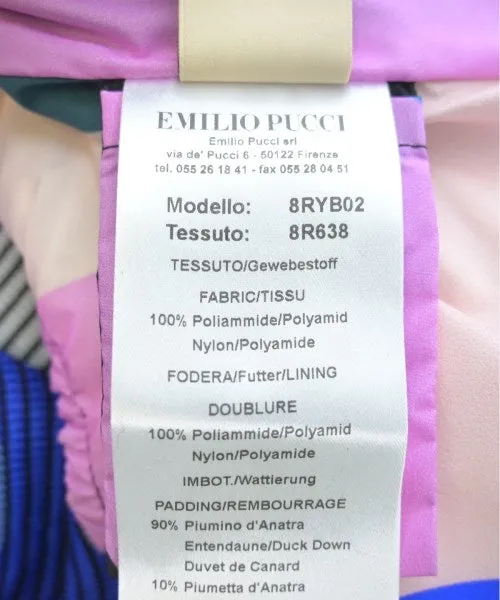 EMILIO PUCCI
Emilio Pucci srl
via de' Pucci 6 - 50122 Firenze
tel. 055 26 18 41 - fax 055 28 04 51
Modello: 8RYB02
Tessuto: 8R638
TESSUTO/Gewebestoff
FABRIC/TISSU
100% Poliammide/Polyamid
Nylon/Polyamide
FODERA/Futter/LINING
DOUBLURE
100% Poliammide/Polyamid
Nylon/Polyamide
IMBOT./Wattierung
PADDING/REMBOURRAGE
90% Piumino d'Anatra
Entendaune/Duck Down
Duvet de Canard
10% Piumetta d'Anatra